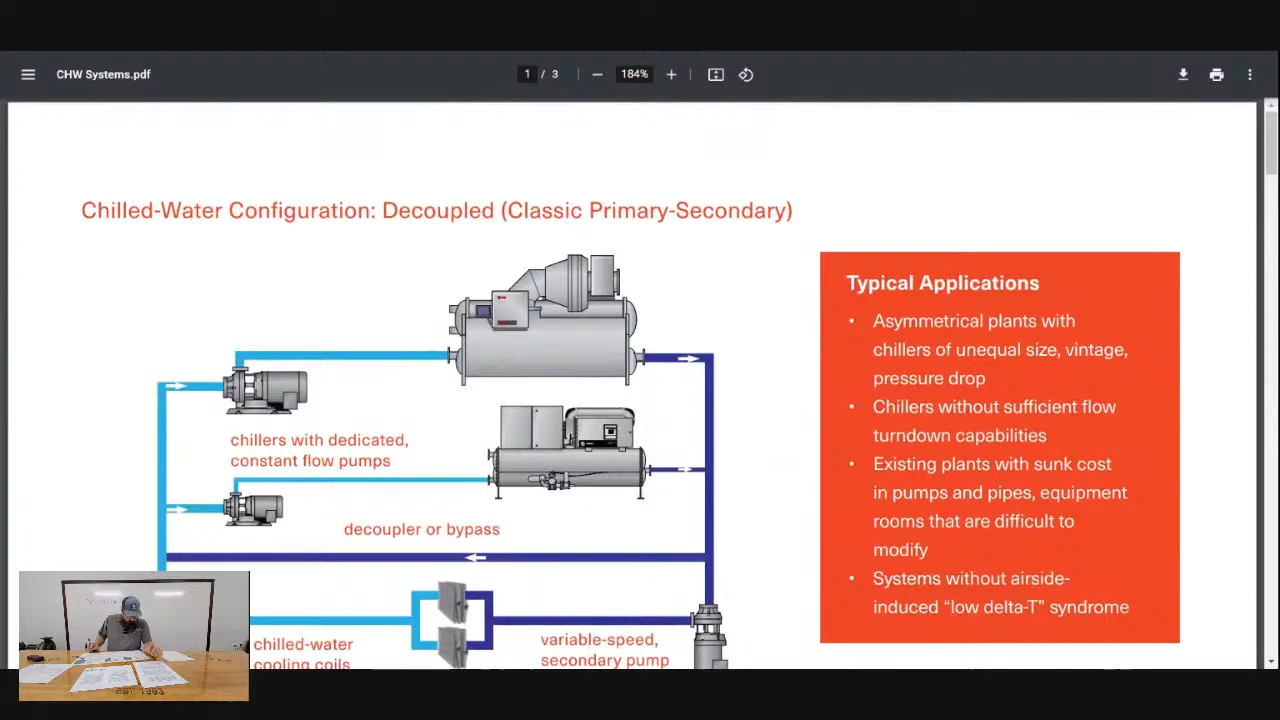 CHW Systems.pdf
1 / 3
184%
Chilled-Water Configuration: Decoupled (Classic Primary-Secondary)
chillers with dedicated,
constant flow pumps
decoupler or bypass
chilled-water
cooling coils
variable-speed,
secondary pump
Typical Applications
• Asymmetrical plants with
chillers of unequal size, vintage,
pressure drop
• Chillers without sufficient flow
turndown capabilities
• Existing plants with sunk cost
in pumps and pipes, equipment
rooms that are difficult to
modify
• Systems without airside-
induced “low delta-T” syndrome